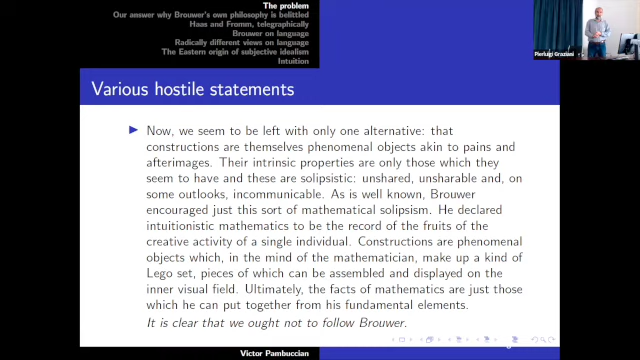 The problem
Our answer why Brouwer's own philosophy is belittled
Haas and Fromm, telegraphically
Brouwer on language
Radically different views on language
The Eastern origin of subjective idealism
Intuition
Pierluigi Graziani
Various hostile statements
Now, we seem to be left with only one alternative: that
constructions are themselves phenomenal objects akin to pains and
afterimages. Their intrinsic properties are only those which they
seem to have and these are solipsistic: unshared, unsharable and, on
some outlooks, incommunicable. As is well known, Brouwer
encouraged just this sort of mathematical solipsism. He declared
intuitionistic mathematics to be the record of the fruits of the
creative activity of a single individual. Constructions are phenomenal
objects which, in the mind of the mathematician, make up a kind of
Lego set, pieces of which can be assembled and displayed on the
inner visual field. Ultimately, the facts of mathematics are just those
which he can put together from his fundamental elements.
It is clear that we ought not to follow Brouwer.
Victor Pambuccian